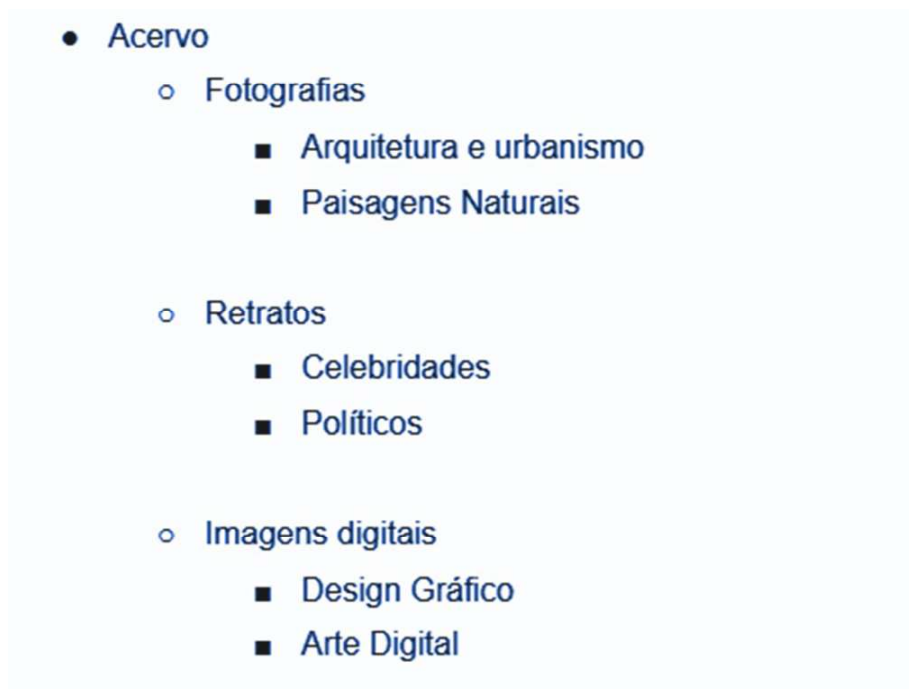 • Acervo
○ Fotografias
■ Arquitetura e urbanismo
■ Paisagens Naturais
○ Retratos
■ Celebridades
■ Políticos
○ Imagens digitais
■ Design Gráfico
■ Arte Digital